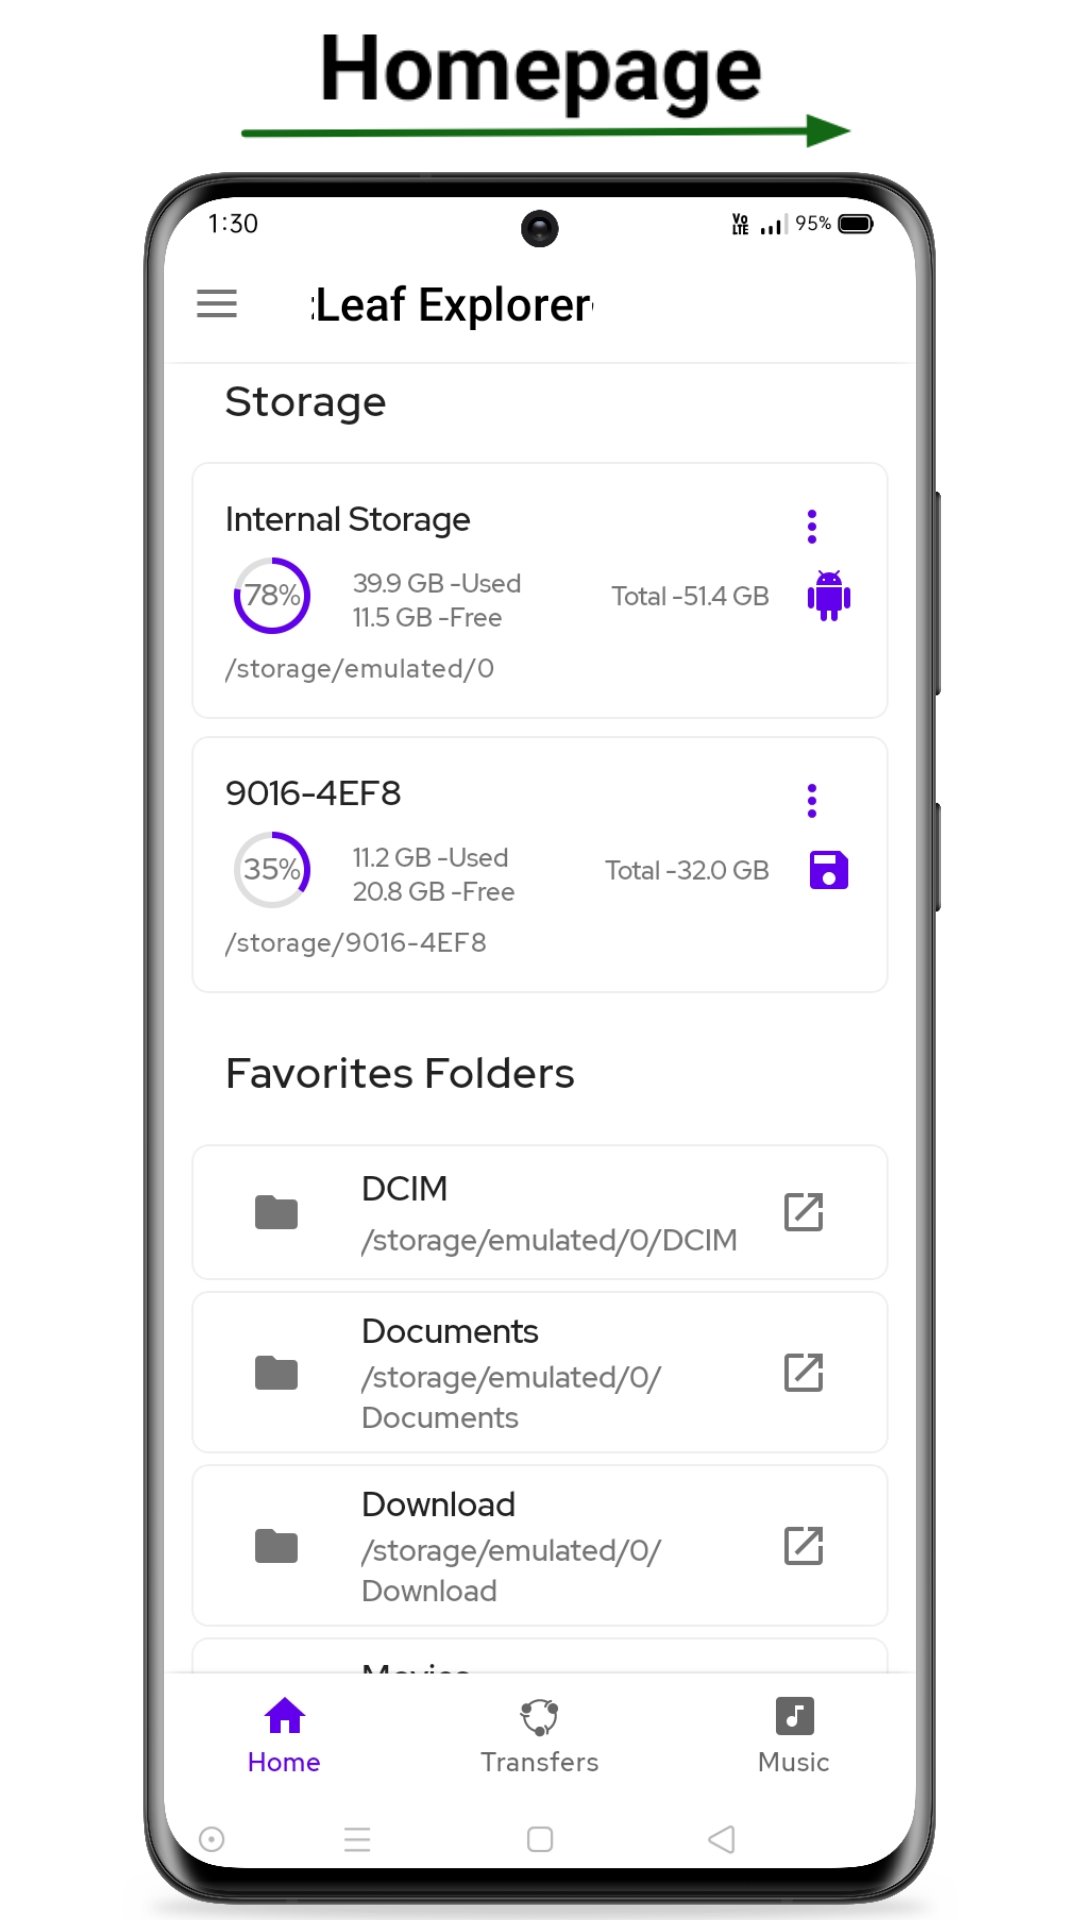 Homepage
1:30
Vo LTE 95%
Leaf Explorer
Storage
Internal Storage
78%
39.9 GB -Used
11.5 GB -Free
Total -51.4 GB
/storage/emulated/0
9016-4EF8
35%
11.2 GB -Used
20.8 GB -Free
Total -32.0 GB
/storage/9016-4EF8
Favorites Folders
DCIM
/storage/emulated/0/DCIM
Documents
/storage/emulated/0/
Documents
Download
/storage/emulated/0/
Download
Movies
Home
Transfers
Music